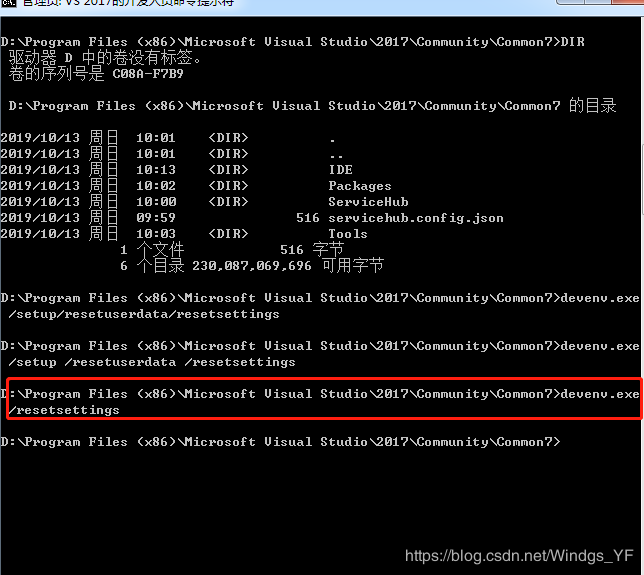 管理员: VS 2017的开发人员命令提示符
D:\Program Files (x86)\Microsoft Visual Studio\2017\Community\Common7>DIR
驱动器 D 中的卷没有标签。
卷的序列号是 C08A-F7B9
D:\Program Files (x86)\Microsoft Visual Studio\2017\Community\Common7 的目录
2019/10/13 周日 10:01 <DIR> .
2019/10/13 周日 10:01 <DIR> ..
2019/10/13 周日 10:13 <DIR> IDE
2019/10/13 周日 10:02 <DIR> Packages
2019/10/13 周日 10:00 <DIR> ServiceHub
2019/10/13 周日 09:59 516 servicehub.config.json
2019/10/13 周日 10:03 <DIR> Tools
1 个文件 516 字节
6 个目录 230,087,069,696 可用字节
D:\Program Files (x86)\Microsoft Visual Studio\2017\Community\Common7>devenv.exe
/setup/resetuserdata/resetsettings
D:\Program Files (x86)\Microsoft Visual Studio\2017\Community\Common7>devenv.exe
/setup /resetuserdata /resetsettings
D:\Program Files (x86)\Microsoft Visual Studio\2017\Community\Common7>devenv.exe
/resetsettings
D:\Program Files (x86)\Microsoft Visual Studio\2017\Community\Common7>
https://blog.csdn.net/Windgs_YF